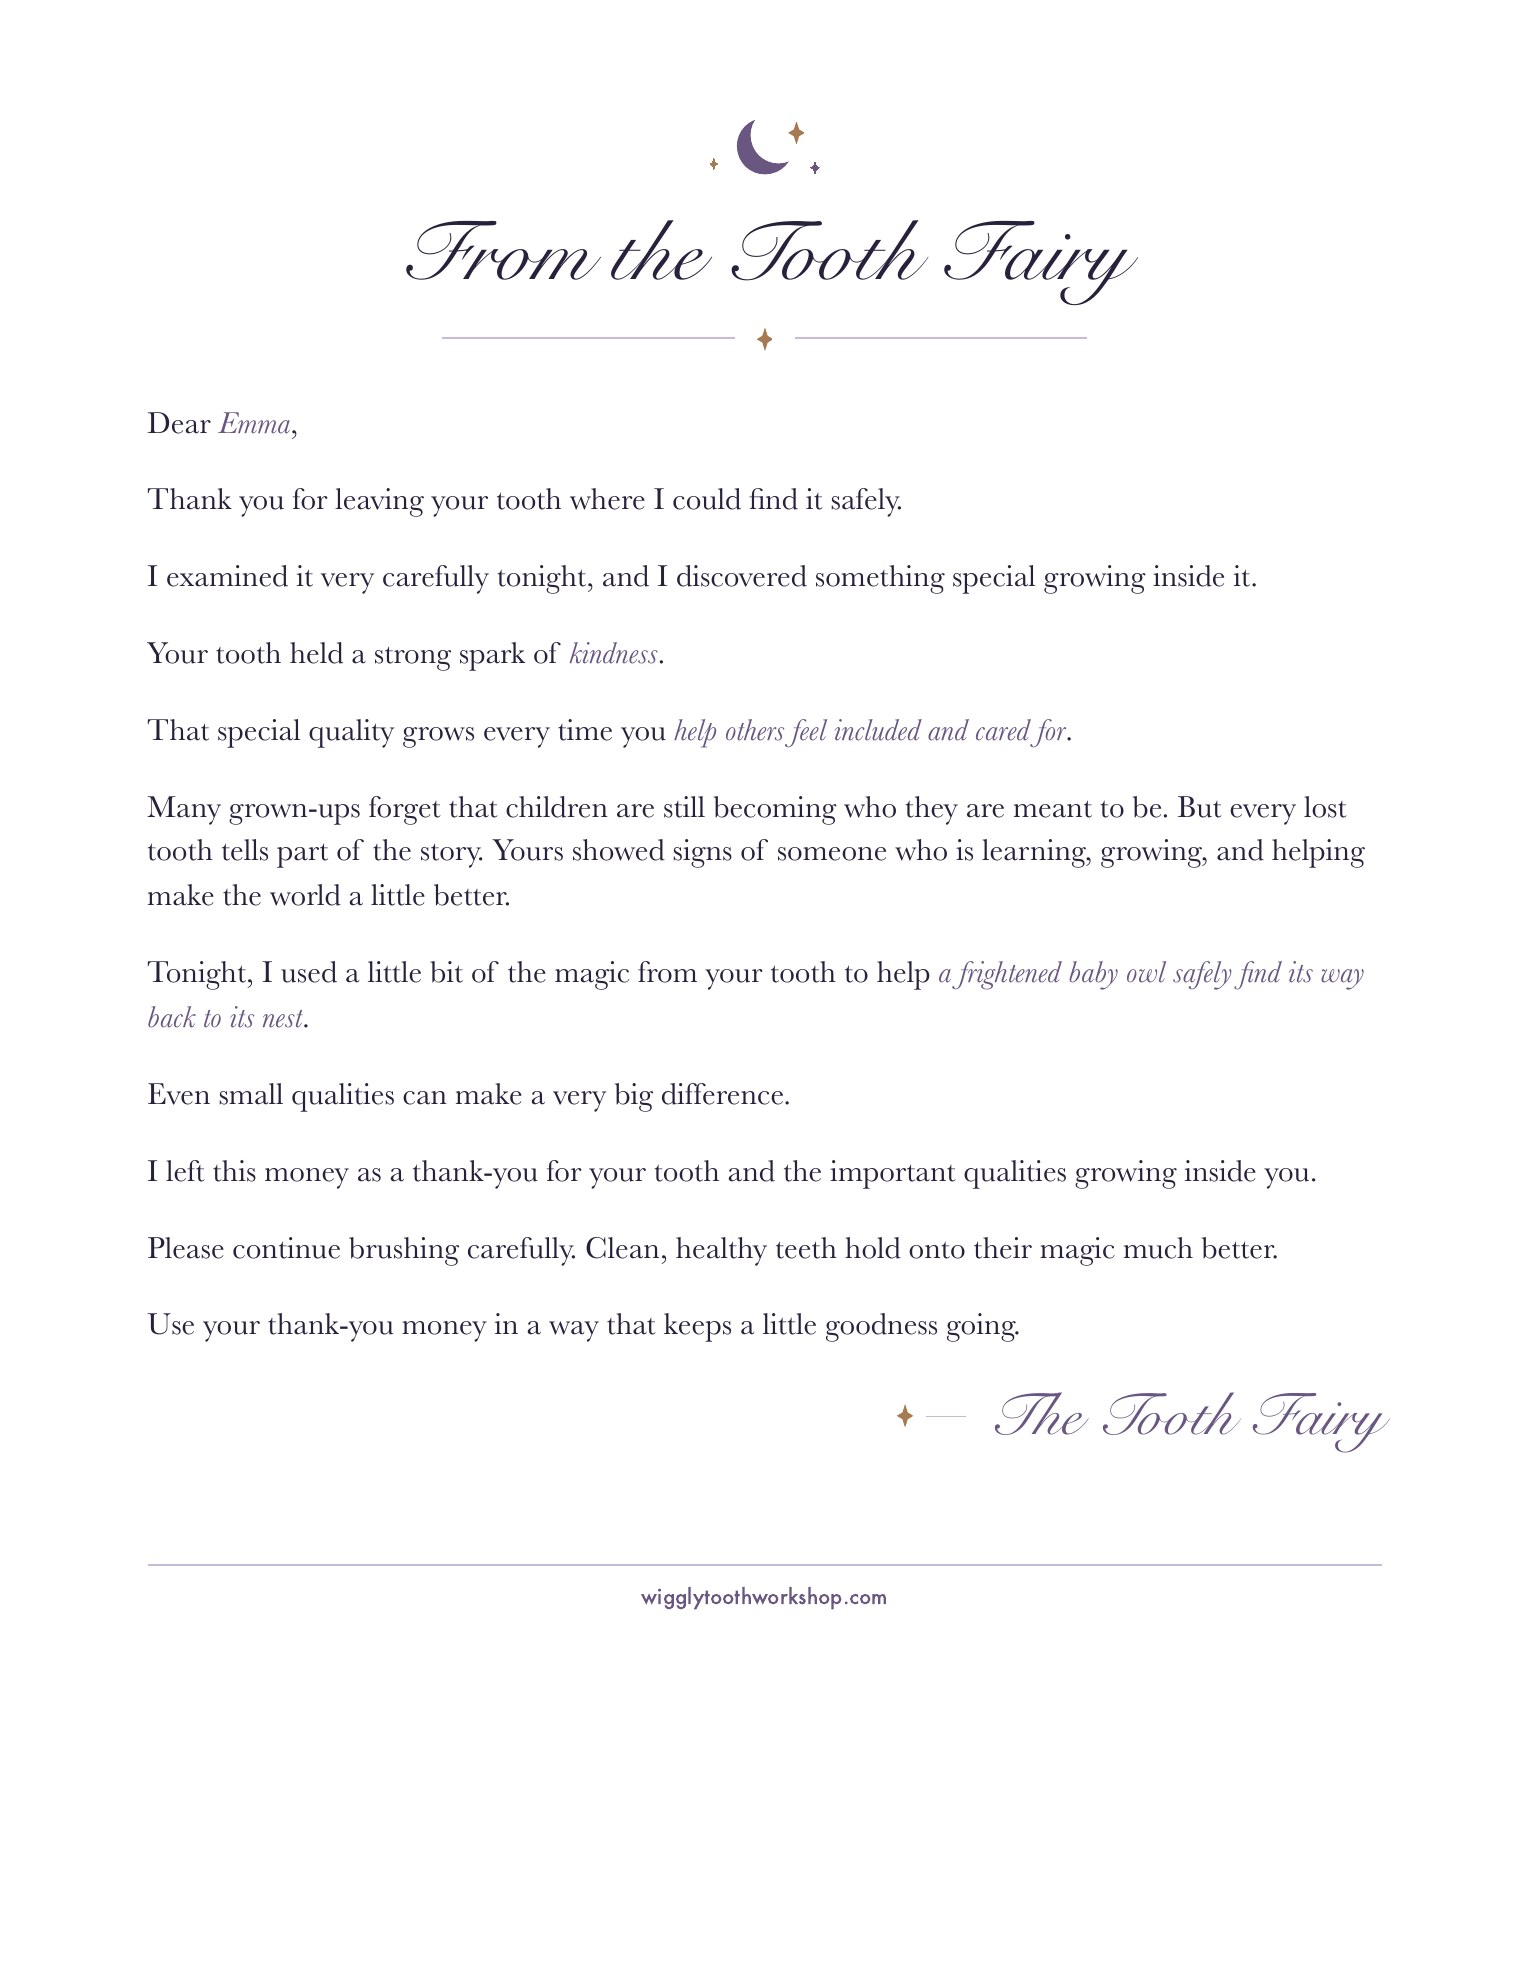 From the Tooth Fairy
Dear Emma,
Thank you for leaving your tooth where I could find it safely.
I examined it very carefully tonight, and I discovered something special growing inside it.
Your tooth held a strong spark of kindness.
That special quality grows every time you help others feel included and cared for.
Many grown-ups forget that children are still becoming who they are meant to be. But every lost
tooth tells part of the story. Yours showed signs of someone who is learning, growing, and helping
make the world a little better.
Tonight, I used a little bit of the magic from your tooth to help a frightened baby owl safely find its way
back to its nest.
Even small qualities can make a very big difference.
I left this money as a thank-you for your tooth and the important qualities growing inside you.
Please continue brushing carefully. Clean, healthy teeth hold onto their magic much better.
Use your thank-you money in a way that keeps a little goodness going.
— The Tooth Fairy
wigglytoothworkshop.com